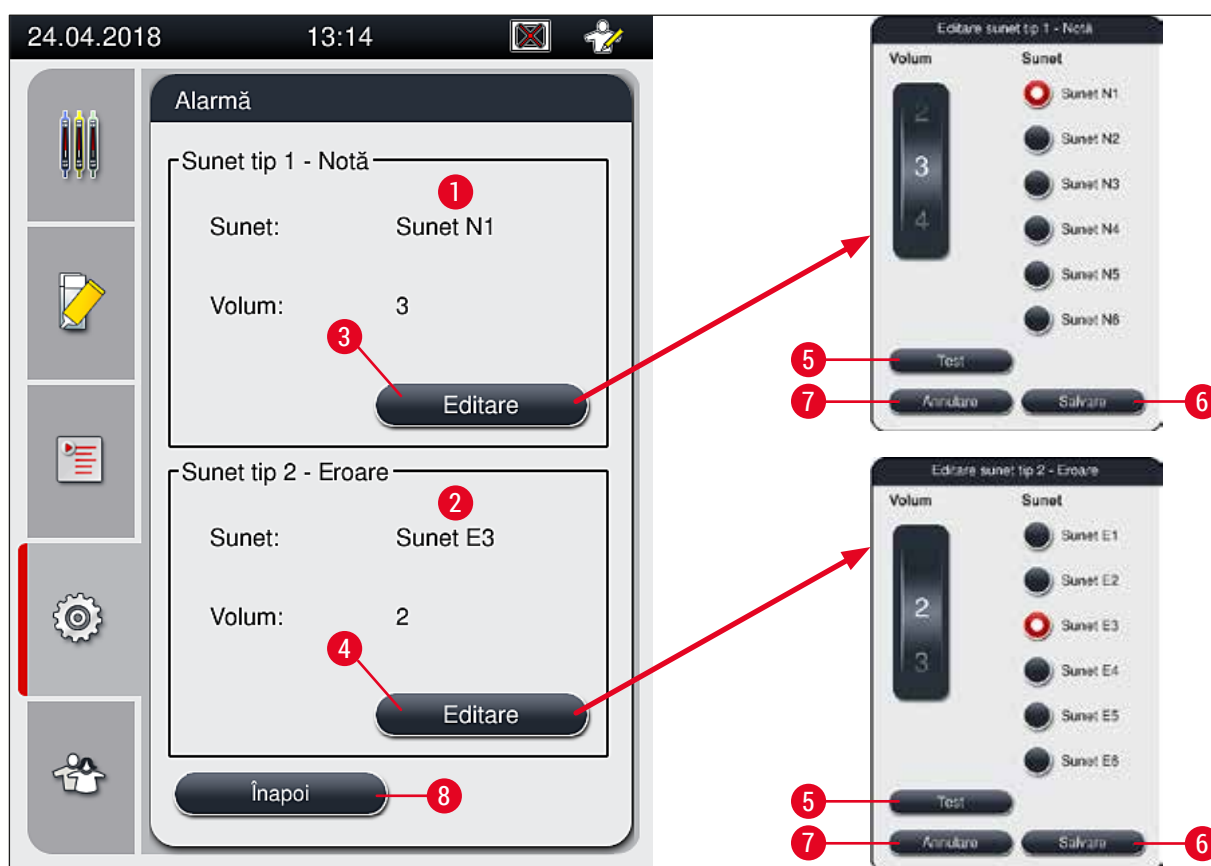 24.04.2018 13:14
Alarmă
Sunet tip 1 - Notă
1
Sunet: Sunet N1
Volum: 3
3
Editare
Sunet tip 2 - Eroare
2
Sunet: Sunet E3
Volum: 2
4
Editare
Înapoi 8
Editare sunet tip 1 - Notă
Volum Sunet
Sunet N1
2
Sunet N2
3
Sunet N3
4 Sunet N4
Sunet N5
Sunet N6
5 Test
7 Annulare Salvare 6
Editare sunet tip 2 - Eroare
Volum Sunet
Sunet E1
Sunet E2
2
Sunet E3
3 Sunet E4
Sunet E5
Sunet E6
5 Test
7 Annulare Salvare 6